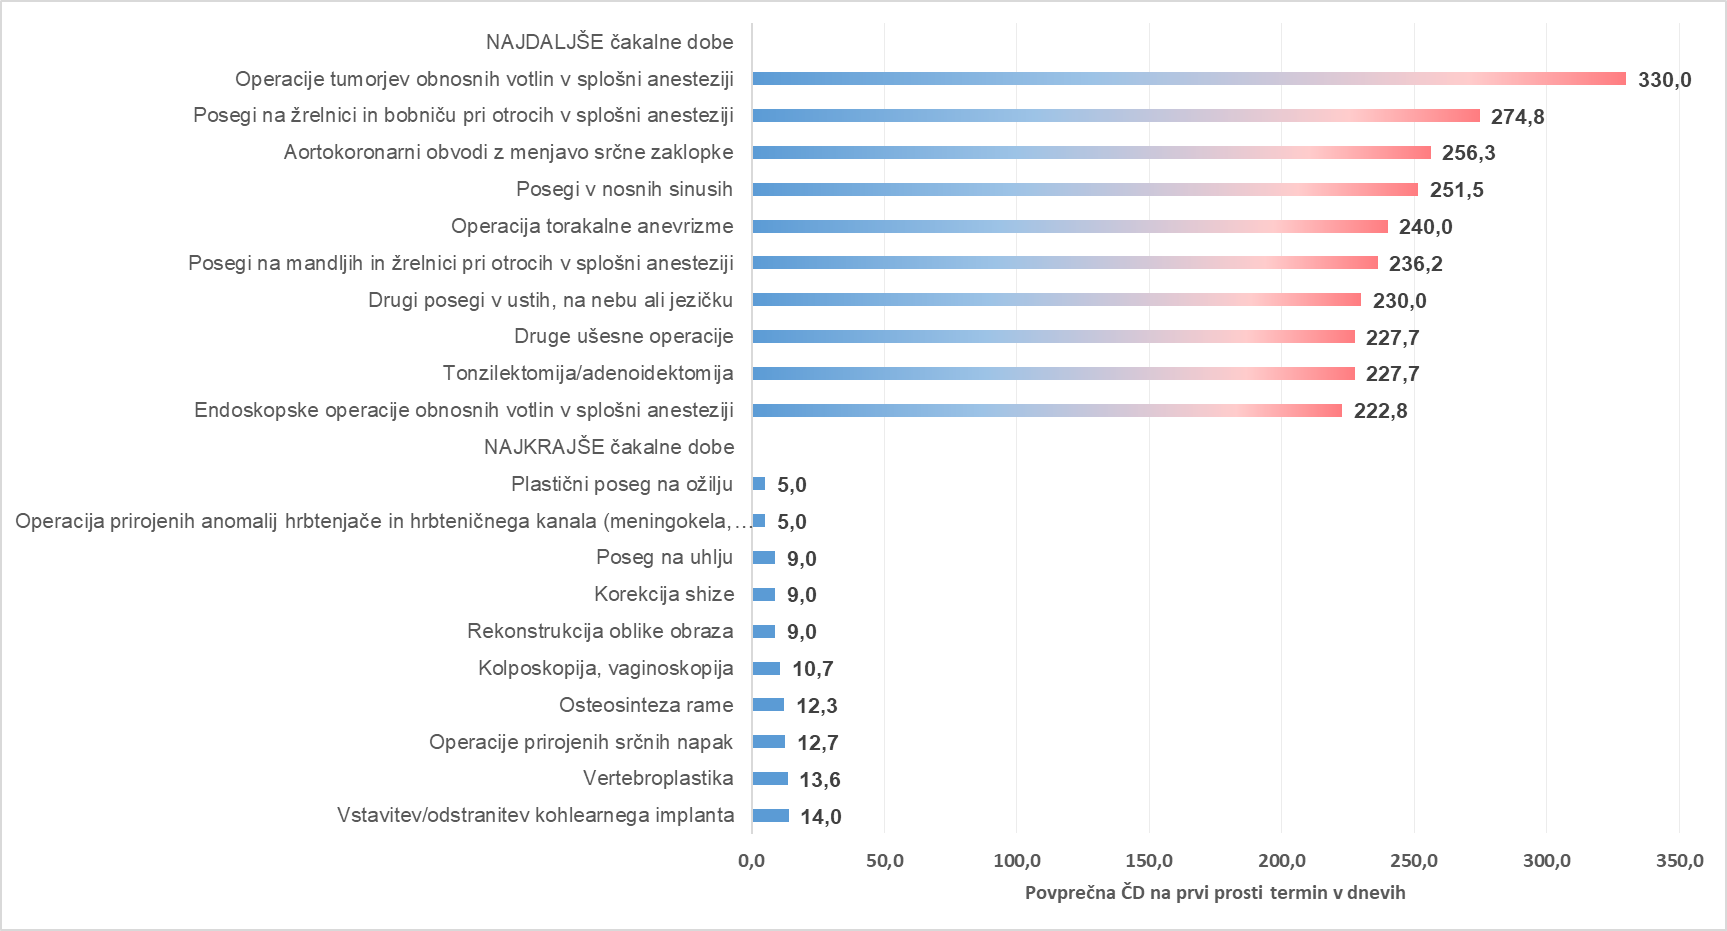 NAJDALJŠE čakalne dobe
Operacije tumorjev obnosnih votlin v splošni anesteziji 330,0
Posegi na žrelnici in bobniču pri otrocih v splošni anesteziji 274,8
Aortokoronarni obvodi z menjavo srčne zaklopke 256,3
Posegi v nosnih sinusih 251,5
Operacija torakalne anevrizme 240,0
Posegi na mandljih in žrelnici pri otrocih v splošni anesteziji 236,2
Drugi posegi v ustih, na nebu ali jezičku 230,0
Druge ušesne operacije 227,7
Tonzilektomija/adenoidektomija 227,7
Endoskopske operacije obnosnih votlin v splošni anesteziji 222,8
NAJKRAJŠE čakalne dobe
Plastični poseg na ožilju 5,0
Operacija prirojenih anomalij hrbtenjače in hrbteničnega kanala (meningokela,… 5,0
Poseg na uhlju 9,0
Korekcija shize 9,0
Rekonstrukcija oblike obraza 9,0
Kolposkopija, vaginoskopija 10,7
Osteosinteza rame 12,3
Operacije prirojenih srčnih napak 12,7
Vertebroplastika 13,6
Vstavitev/odstranitev kohlearnega implanta 14,0
0,0 50,0 100,0 150,0 200,0 250,0 300,0 350,0
Povprečna ČD na prvi prosti termin v dnevih